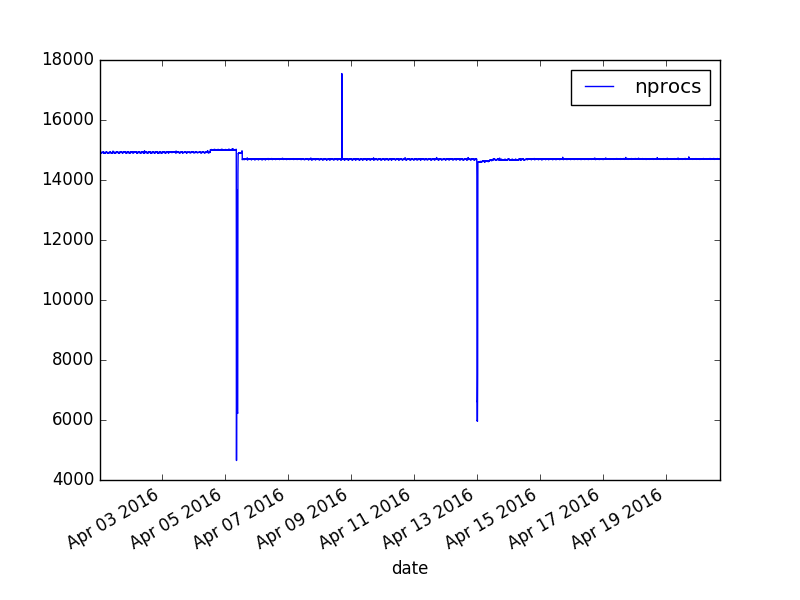 18000
16000
14000
12000
10000
8000
6000
4000
nprocs
Apr 03 2016
Apr 05 2016
Apr 07 2016
Apr 09 2016
Apr 11 2016
Apr 13 2016
Apr 15 2016
Apr 17 2016
Apr 19 2016
date